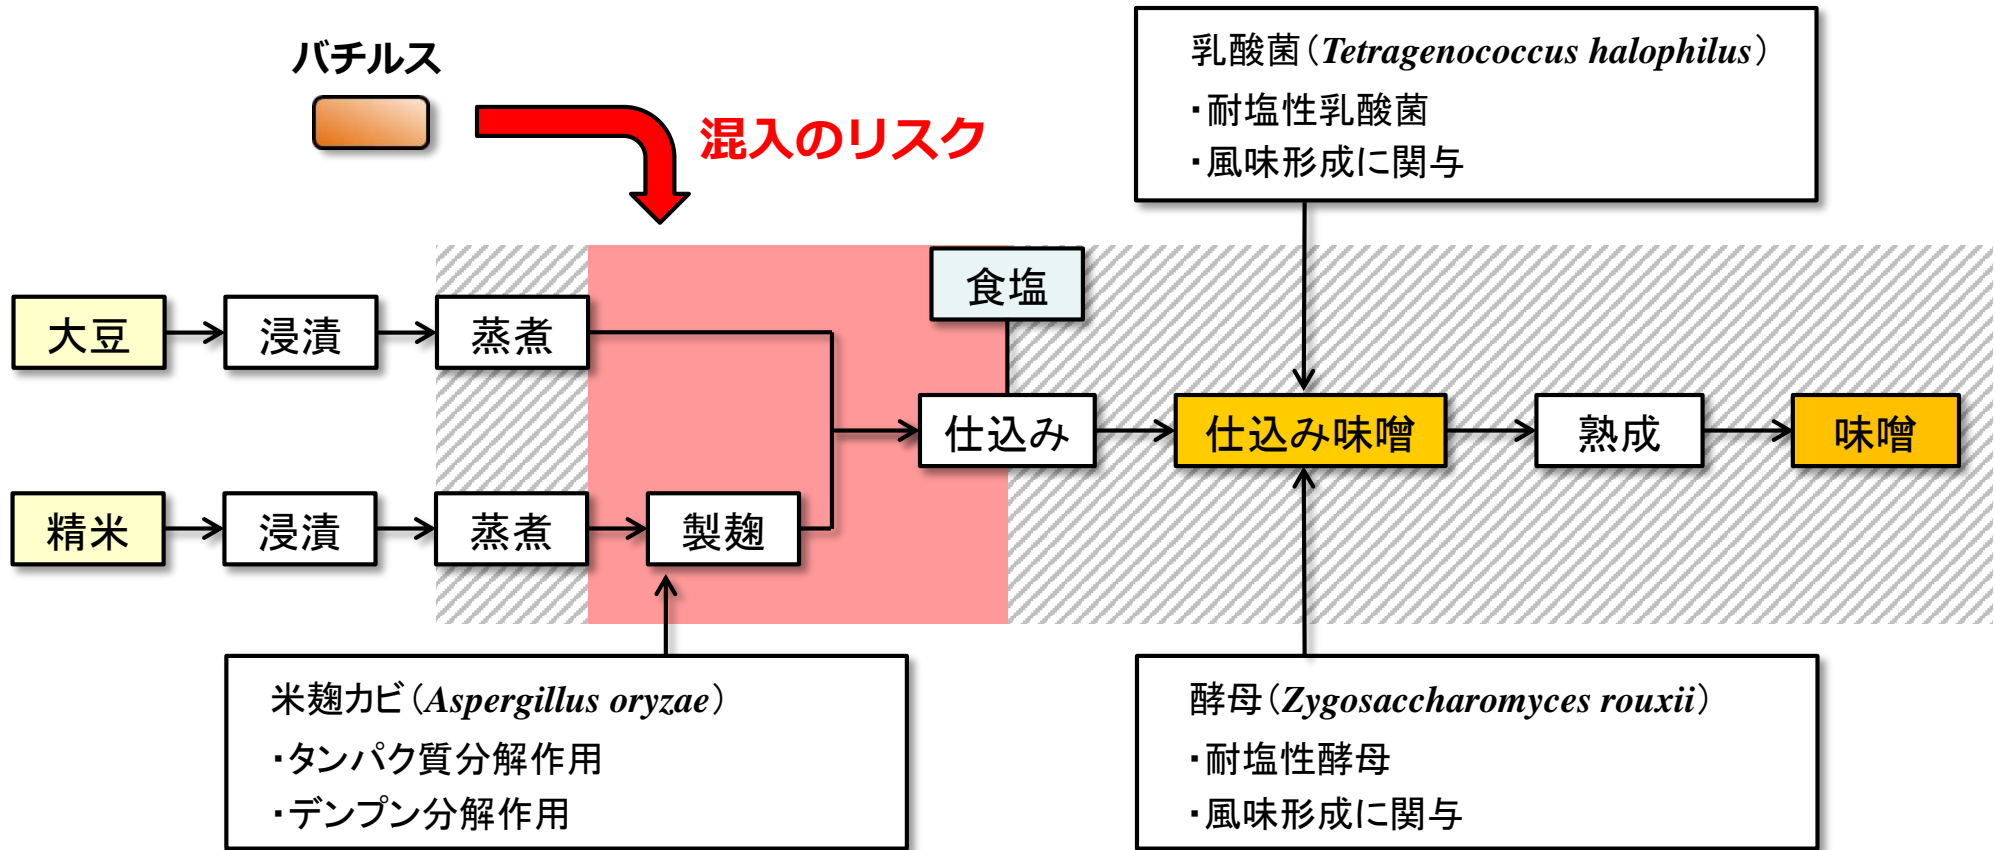 バチルス
混入のリスク
乳酸菌（Tetragenococcus halophilus）
・耐塩性乳酸菌
・風味形成に関与
食塩
大豆
浸漬
蒸煮
仕込み
仕込み味噌
熟成
味噌
精米
浸漬
蒸煮
製麹
米麹カビ（Aspergillus oryzae）
・タンパク質分解作用
・デンプン分解作用
酵母（Zygosaccharomyces rouxii）
・耐塩性酵母
・風味形成に関与